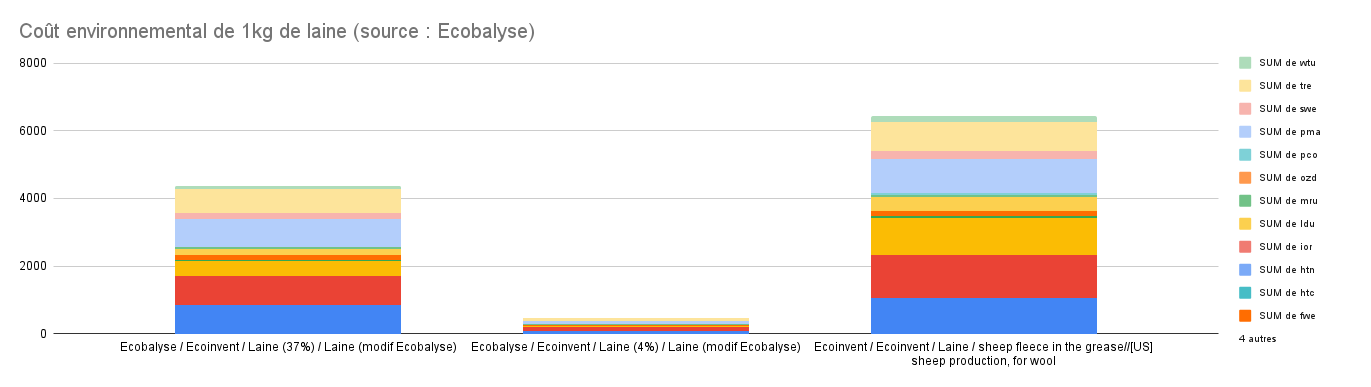 Coût environnemental de 1kg de laine (source : Ecobalyse)
8000
6000
4000
2000
0
Ecobalyse / Ecoinvent / Laine (37%) / Laine (modif Ecobalyse)
Ecobalyse / Ecoinvent / Laine (4%) / Laine (modif Ecobalyse)
Ecoinvent / Ecoinvent / Laine / sheep fleece in the grease//[US]
sheep production, for wool
SUM de wtu
SUM de tre
SUM de swe
SUM de pma
SUM de pco
SUM de ozd
SUM de mru
SUM de ldu
SUM de ior
SUM de htn
SUM de htc
SUM de fwe
4 autres